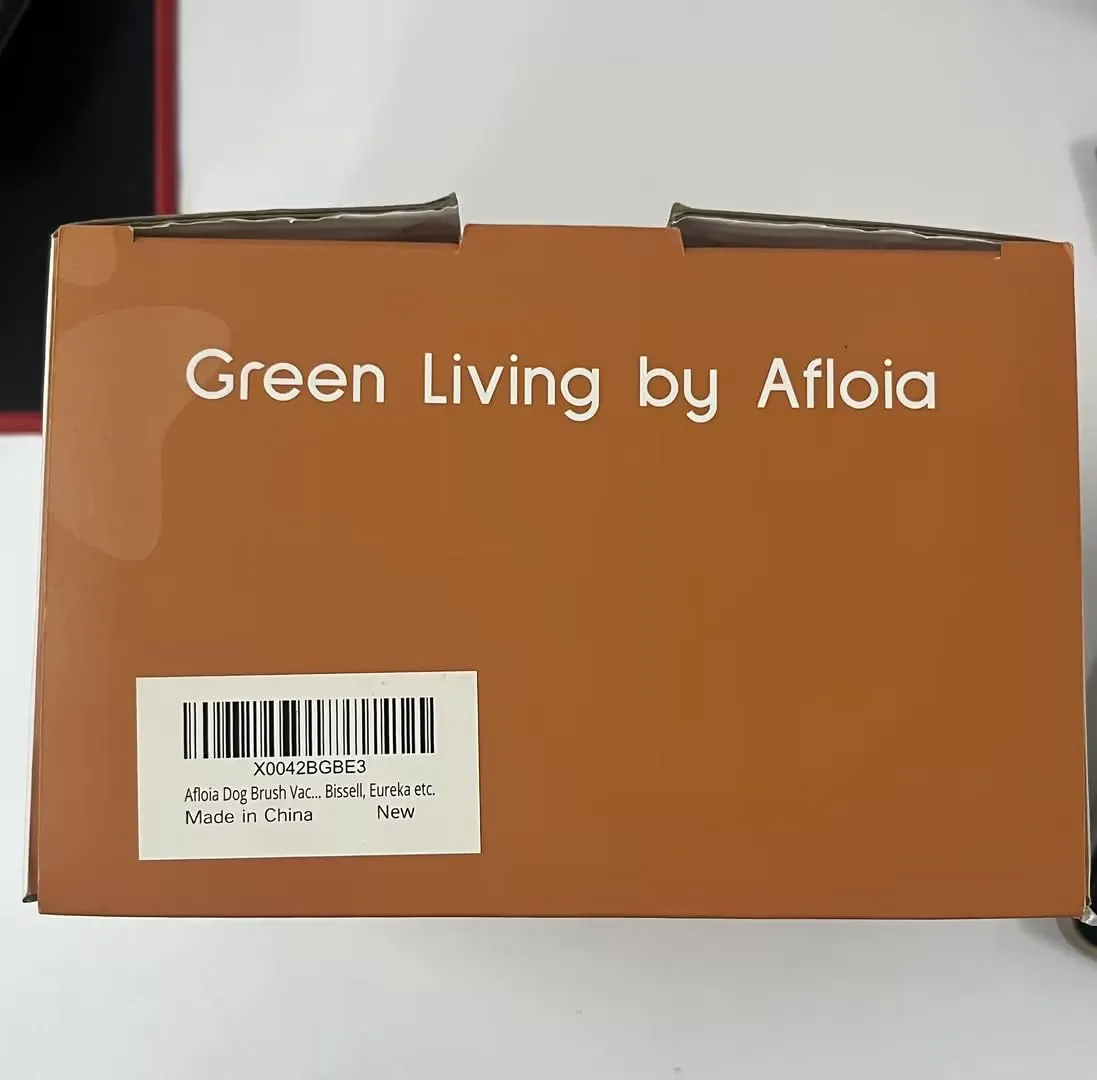 Green Living by Afloia
X0042BGBE3
Afloia Dog Brush Vac... Bissell, Eureka etc.
Made in China New